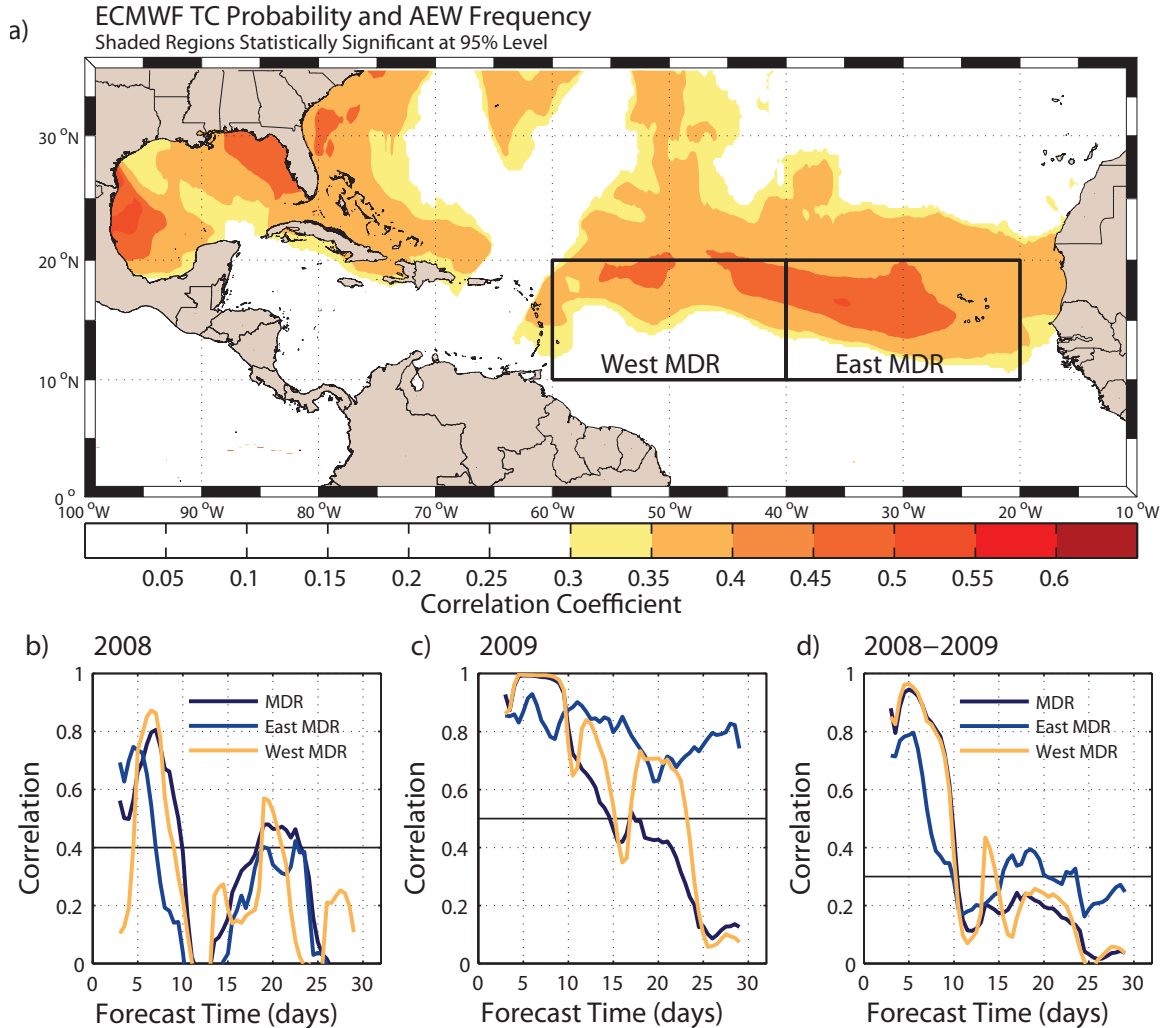 a)
ECMWF TC Probability and AEW Frequency
Shaded Regions Statistically Significant at 95% Level
30 °N
20 °N
10 °N
0 °
West MDR
East MDR
100 °W 90 °W 80 °W 70 °W 60 °W 50 °W 40 °W 30 °W 20 °W 10 °W
0.05 0.1 0.15 0.2 0.25 0.3 0.35 0.4 0.45 0.5 0.55 0.6
Correlation Coefficient
b) 2008
Correlation
1
0.8
0.6
0.4
0.2
0
MDR
East MDR
West MDR
0 5 10 15 20 25 30
Forecast Time (days)
c) 2009
Correlation
1
0.8
0.6
0.4
0.2
0
0 5 10 15 20 25 30
Forecast Time (days)
d) 2008–2009
Correlation
1
0.8
0.6
0.4
0.2
0
MDR
East MDR
West MDR
0 5 10 15 20 25 30
Forecast Time (days)